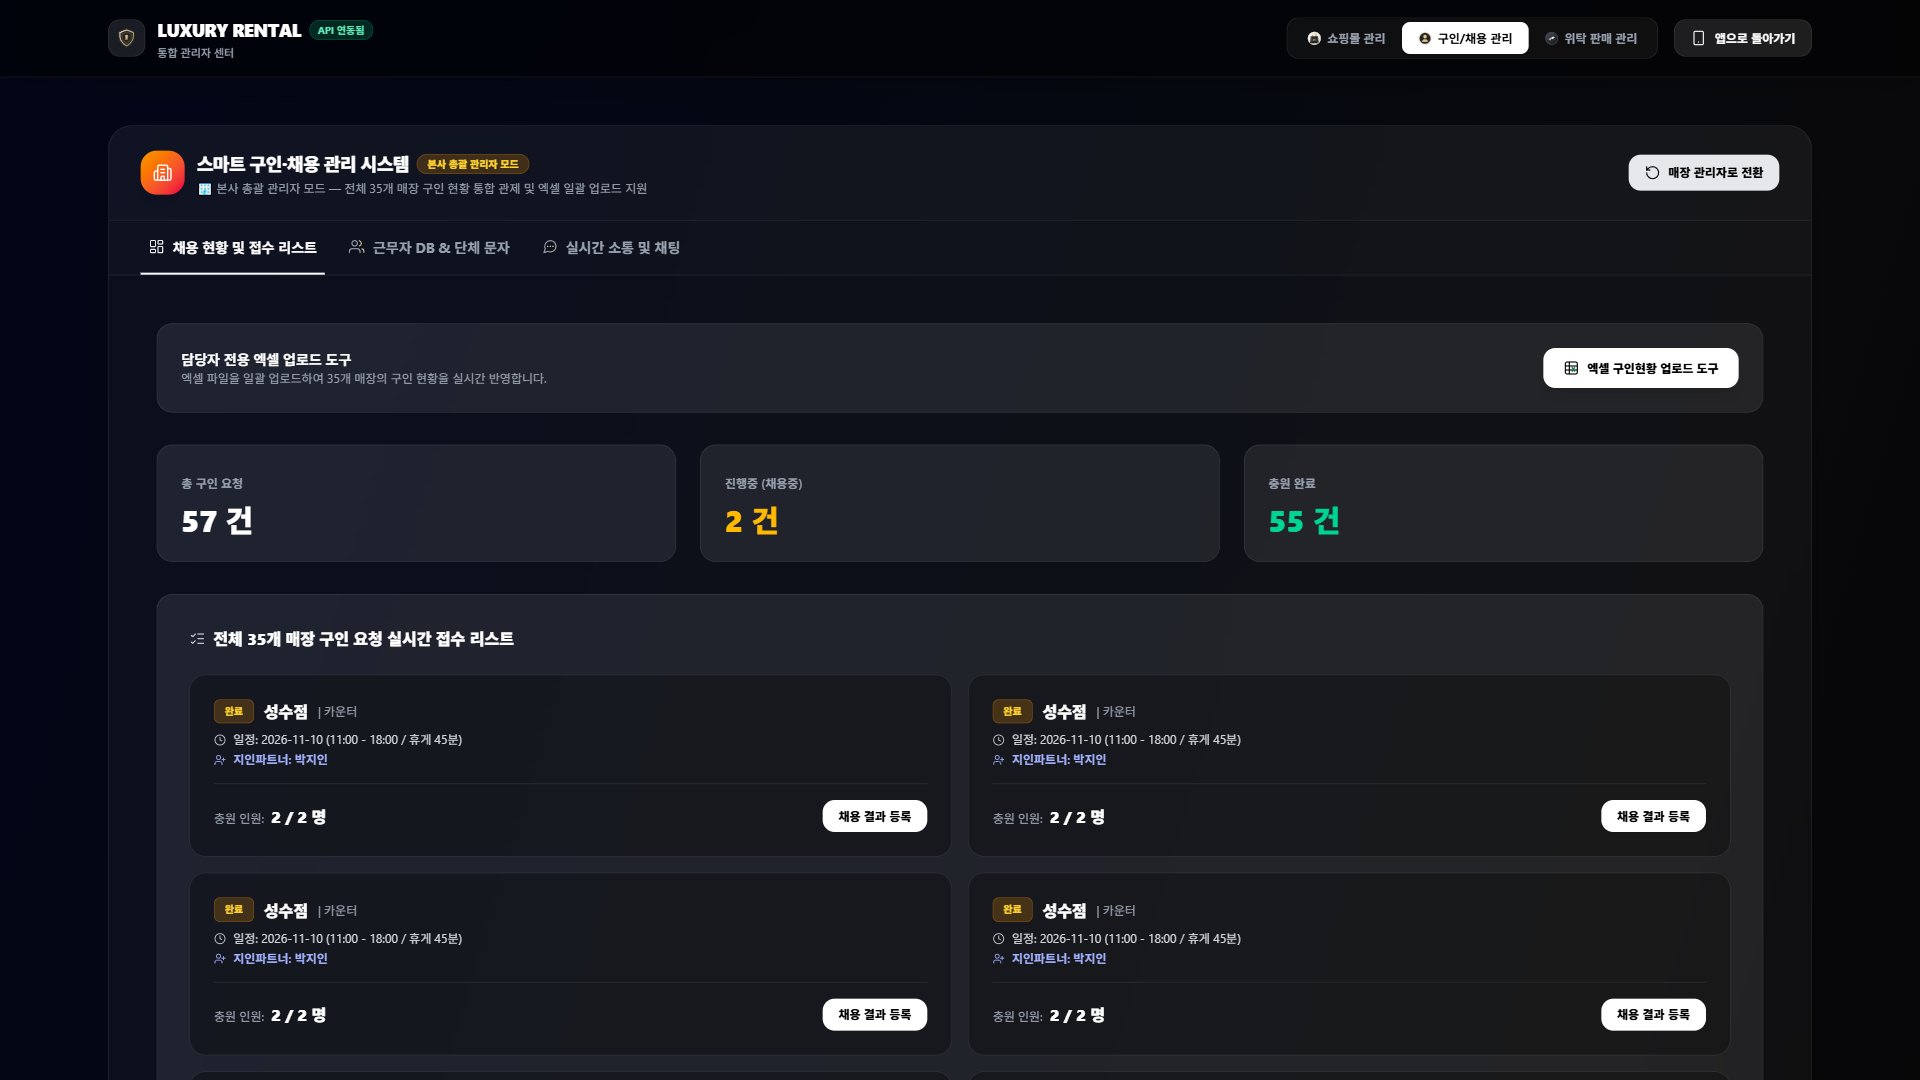 LUXURY RENTAL API 연동됨
통합 관리자 센터
쇼핑몰 관리
구인/채용 관리
위탁 판매 관리
앱으로 돌아가기
스마트 구인·채용 관리 시스템 본사 총괄 관리자 모드
🏢 본사 총괄 관리자 모드 — 전체 35개 매장 구인 현황 통합 관제 및 엑셀 일괄 업로드 지원
매장 관리자로 전환
채용 현황 및 접수 리스트
근무자 DB & 단체 문자
실시간 소통 및 채팅
담당자 전용 엑셀 업로드 도구
엑셀 파일을 일괄 업로드하여 35개 매장의 구인 현황을 실시간 반영합니다.
엑셀 구인현황 업로드 도구
총 구인 요청
57 건
진행중 (채용중)
2 건
충원 완료
55 건
전체 35개 매장 구인 요청 실시간 접수 리스트
완료 성수점 | 카운터
일정: 2026-11-10 (11:00 - 18:00 / 휴게 45분)
지인파트너: 박지인
충원 인원: 2 / 2 명
채용 결과 등록
완료 성수점 | 카운터
일정: 2026-11-10 (11:00 - 18:00 / 휴게 45분)
지인파트너: 박지인
충원 인원: 2 / 2 명
채용 결과 등록
완료 성수점 | 카운터
일정: 2026-11-10 (11:00 - 18:00 / 휴게 45분)
지인파트너: 박지인
충원 인원: 2 / 2 명
채용 결과 등록
완료 성수점 | 카운터
일정: 2026-11-10 (11:00 - 18:00 / 휴게 45분)
지인파트너: 박지인
충원 인원: 2 / 2 명
채용 결과 등록